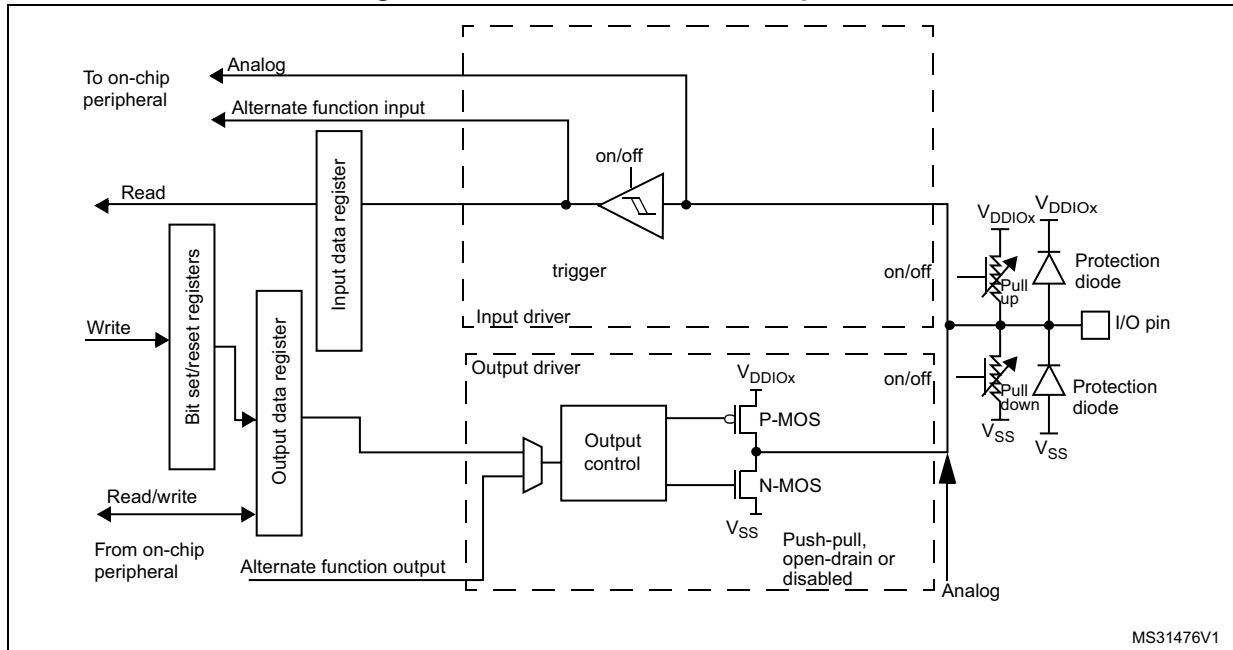 To on-chip
peripheral
Analog
Alternate function input
on/off
Read
Input data register
trigger
Input driver
Bit set/reset registers
Write
Output data register
Read/write
From on-chip
peripheral
Alternate function output
Output driver
Output
control
VDDIOx
P-MOS
N-MOS
VSS
Push-pull,
open-drain or
disabled
on/off
VDDIOx
VDDIOx
Pull
up
Protection
diode
I/O pin
on/off
Pull
down
Protection
diode
VSS
VSS
Analog
MS31476V1